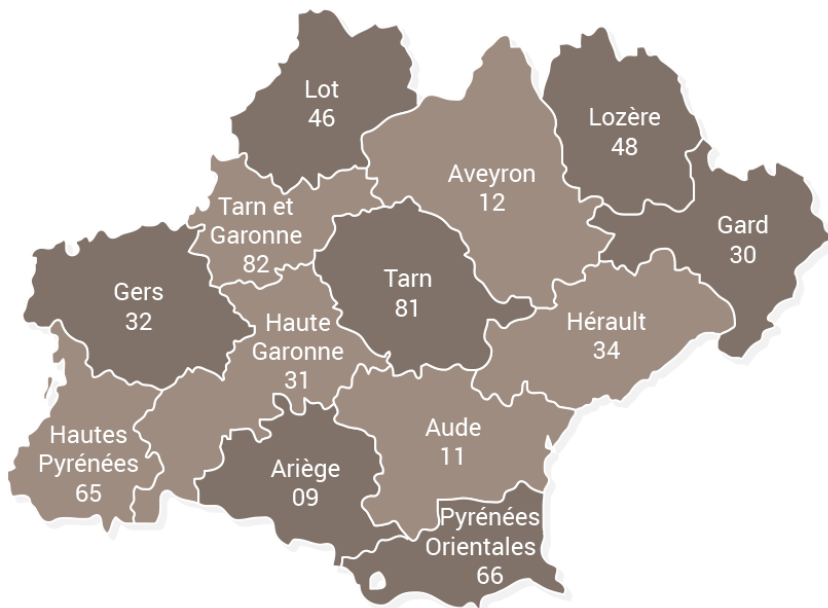 Lot
46
Lozère
48
Aveyron
12
Tarn et
Garonne
82
Gard
30
Gers
32
Tarn
81
Haute
Garonne
31
Hérault
34
Hautes
Pyrénées
65
Ariège
09
Aude
11
Pyrénées
Orientales
66